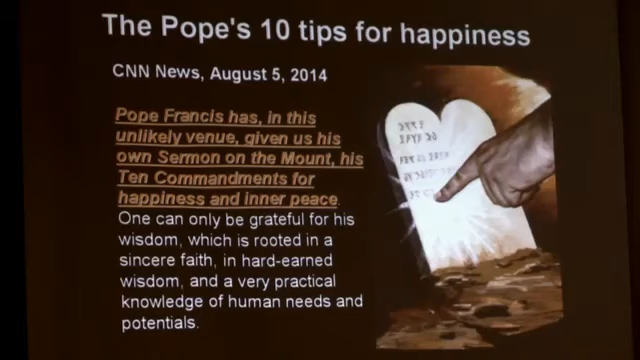 The Pope's 10 tips for happiness
CNN News, August 5, 2014
Pope Francis has, in this
unlikely venue, given us his
own Sermon on the Mount, his
Ten Commandments for
happiness and inner peace.
One can only be grateful for his
wisdom, which is rooted in a
sincere faith, in hard-earned
wisdom, and a very practical
knowledge of human needs and
potentials.